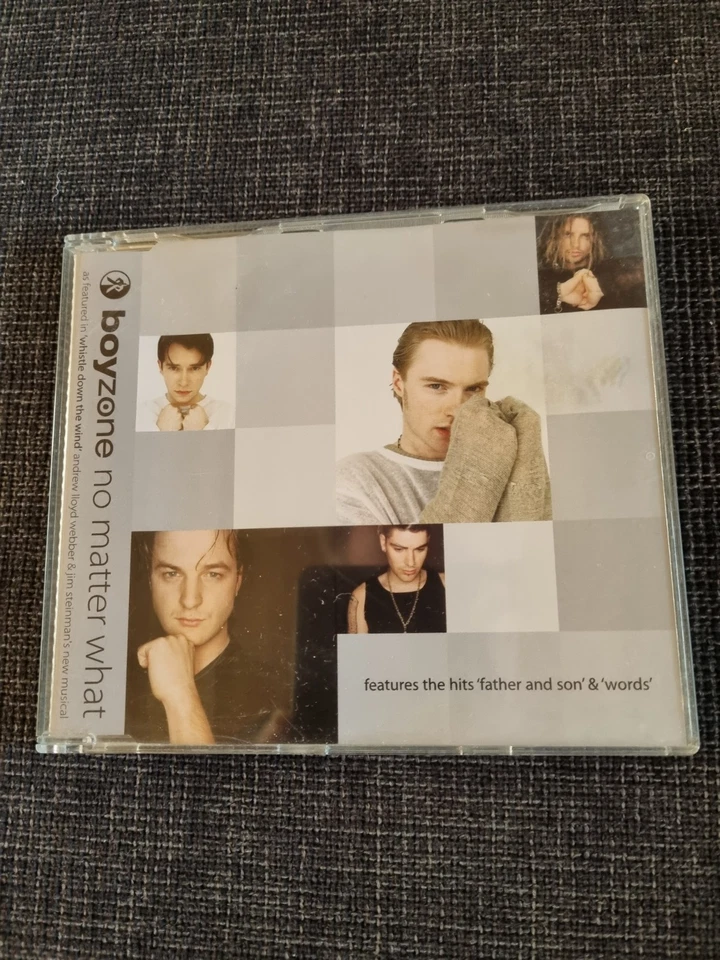 boyzone no matter what
as featured in 'whistle down the wind' andrew lloyd webber & jim steinman's new musical
features the hits 'father and son' & 'words'